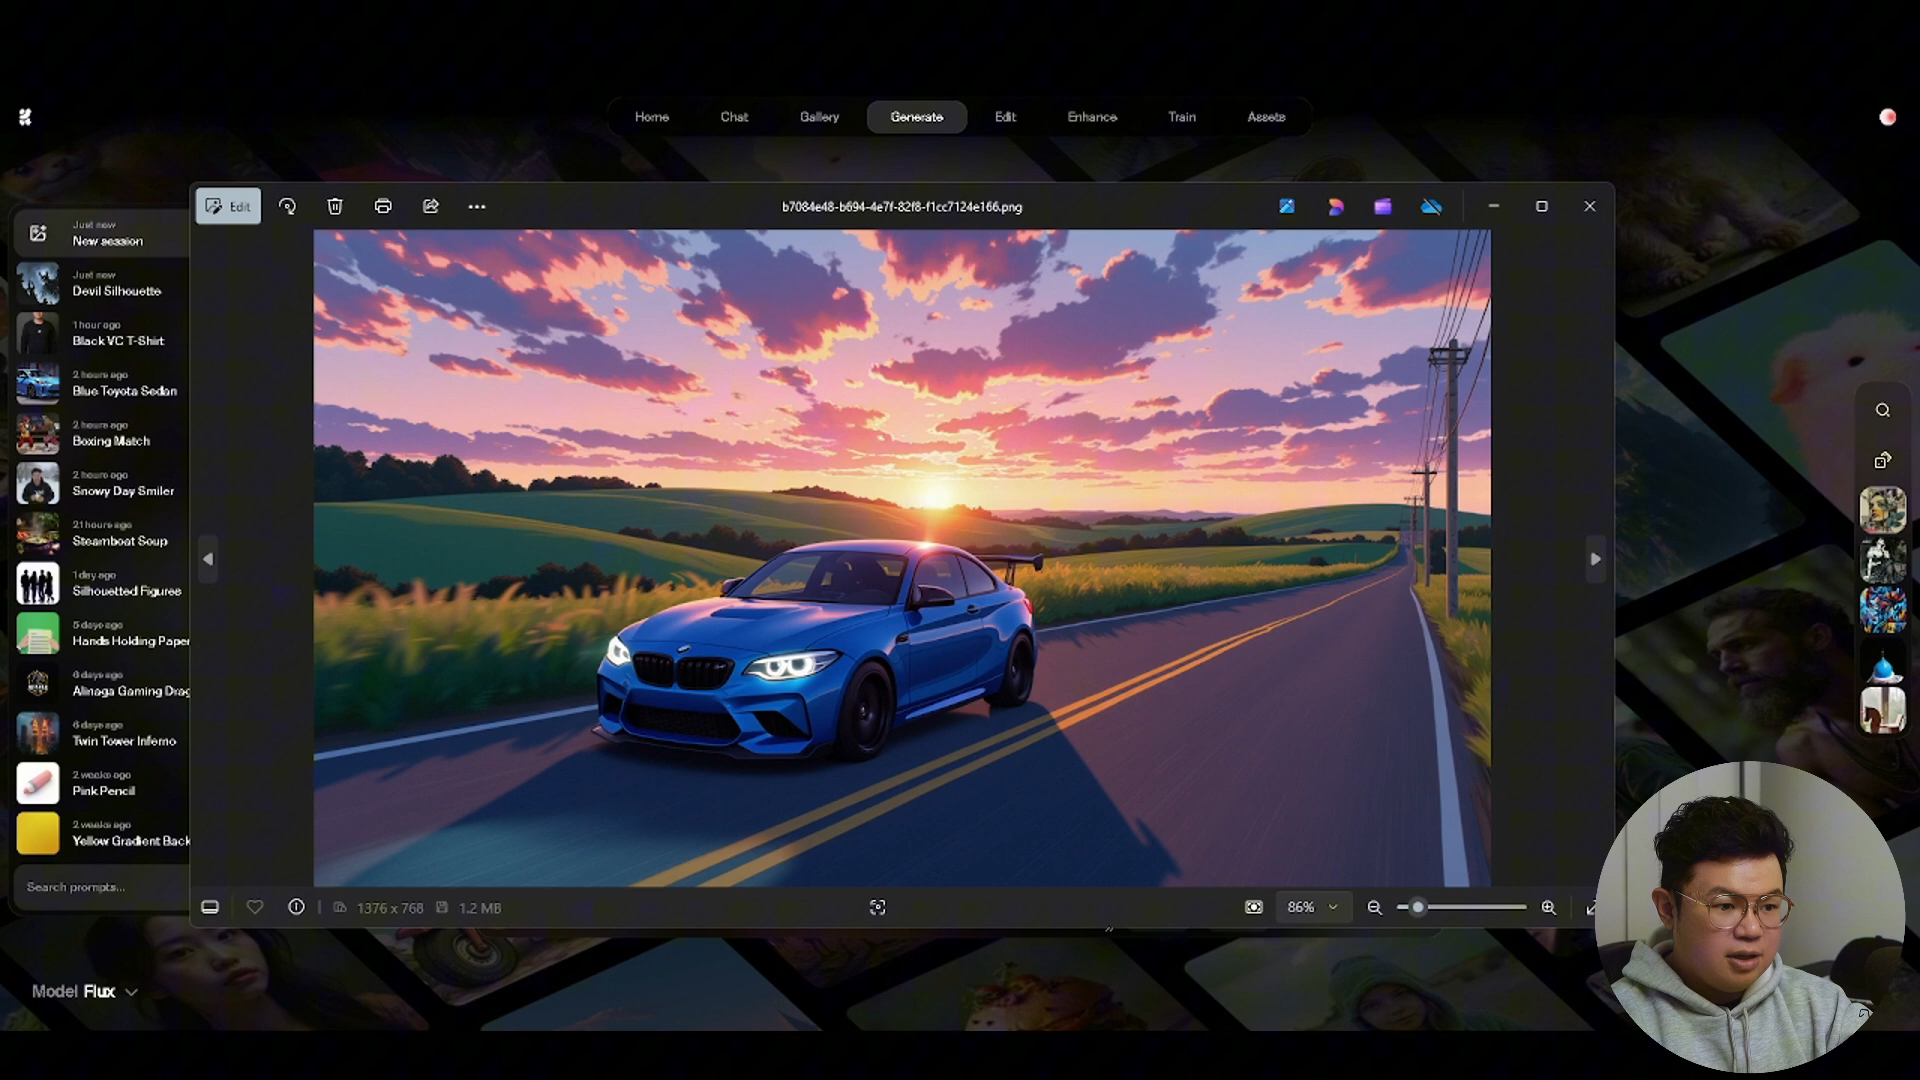 Home Chat Gallery Generate Edit Enhance Train Assets
Edit
b7084e48-b694-4e7f-82f8-f1cc7124e166.png
Just now
New session
Just now
Devil Silhouette
1 hour ago
Black VC T-Shirt
2 hours ago
Blue Toyota Sedan
2 hours ago
Boxing Match
2 hours ago
Snowy Day Smiler
21 hours ago
Steamboat Soup
1 day ago
Silhouetted Figures
5 days ago
Hands Holding Paper
6 days ago
Alinaga Gaming Drag
6 days ago
Twin Tower Inferno
2 weeks ago
Pink Pencil
2 weeks ago
Yellow Gradient Back
Search prompts...
1376 x 768 1.2 MB
86%
Model Flux